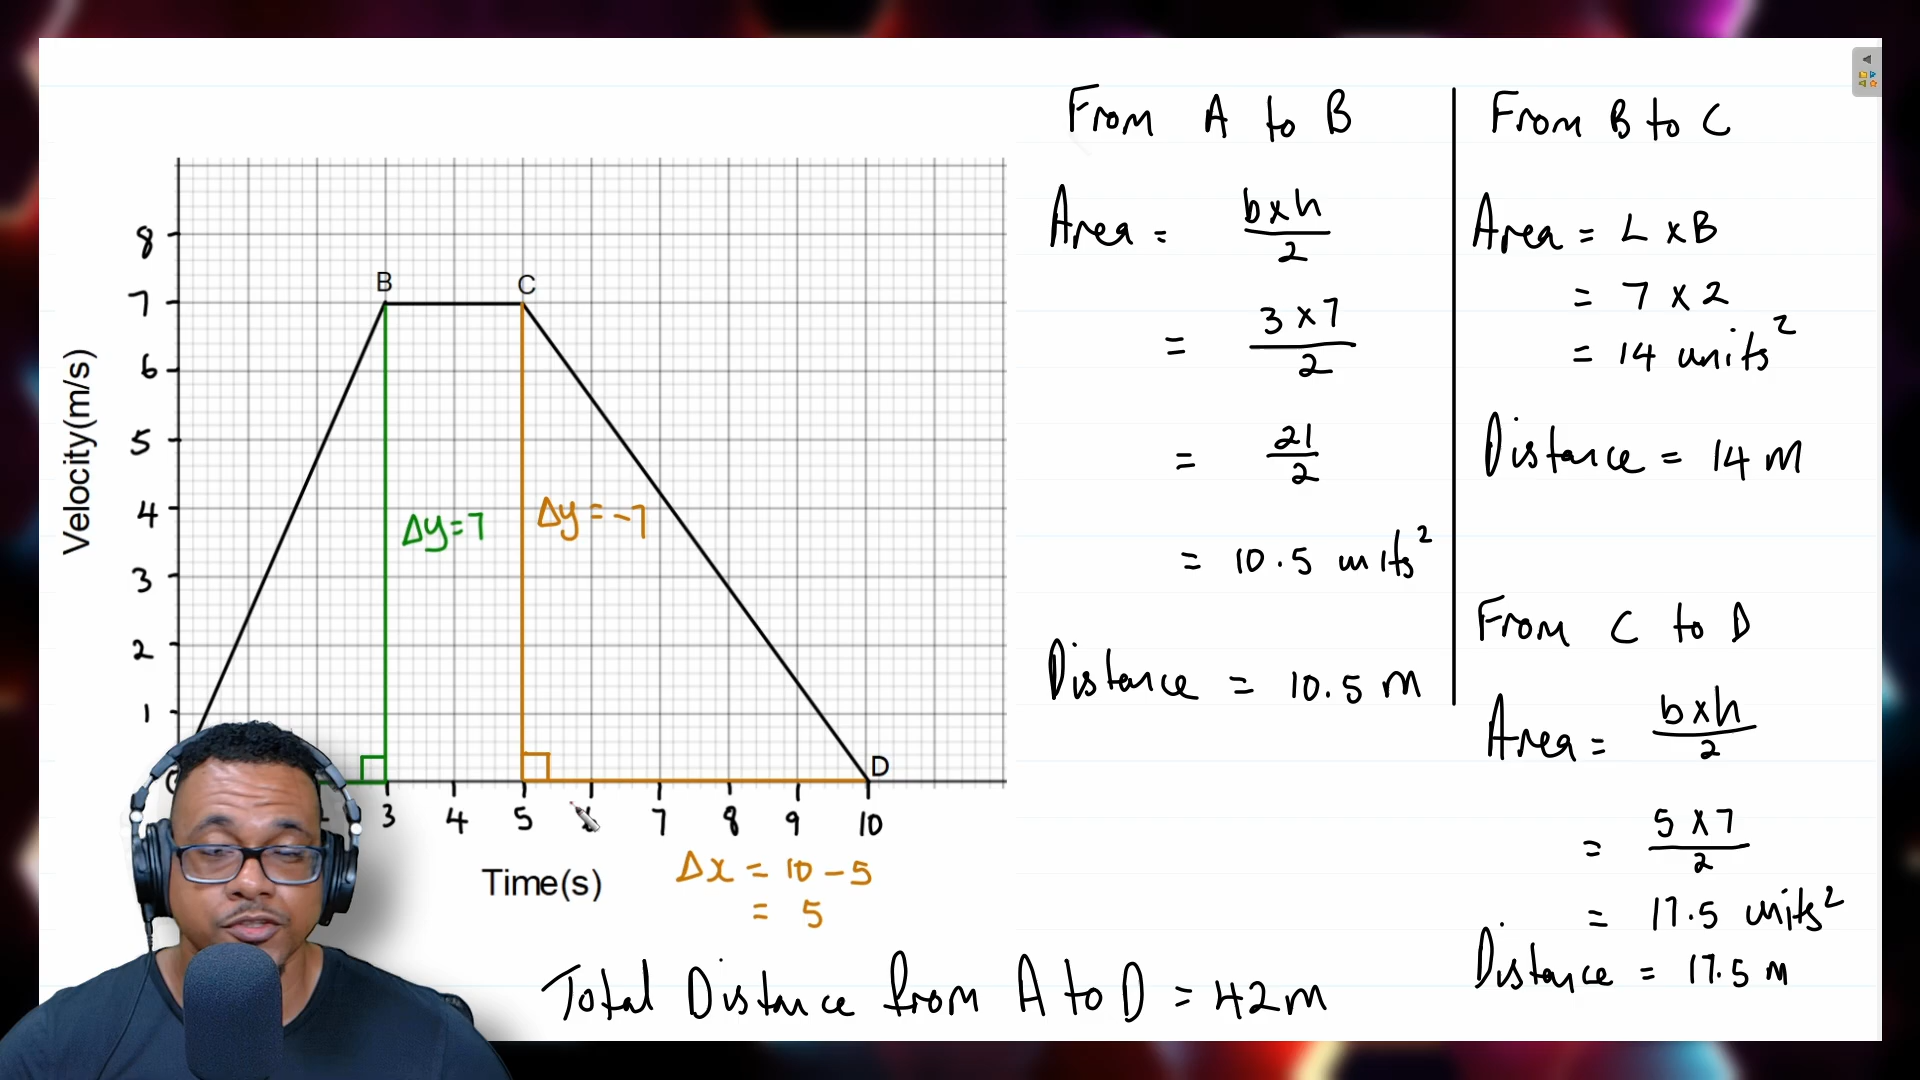 From A to B
Area = b x h / 2
= 3 x 7 / 2
= 21 / 2
= 10.5 units²
Distance = 10.5 m
From B to C
Area = L x B
= 7 x 2
= 14 units²
Distance = 14 m
From C to D
Area = b x h / 2
= 5 x 7 / 2
= 17.5 units²
Distance = 17.5 m
Velocity(m/s)
8
7
6
5
4
3
2
1
B
C
D
Δy=7
Δy=-7
3 4 5 7 8 9 10
Time(s)
Δx = 10 - 5
= 5
Total Distance from A to D = 42m